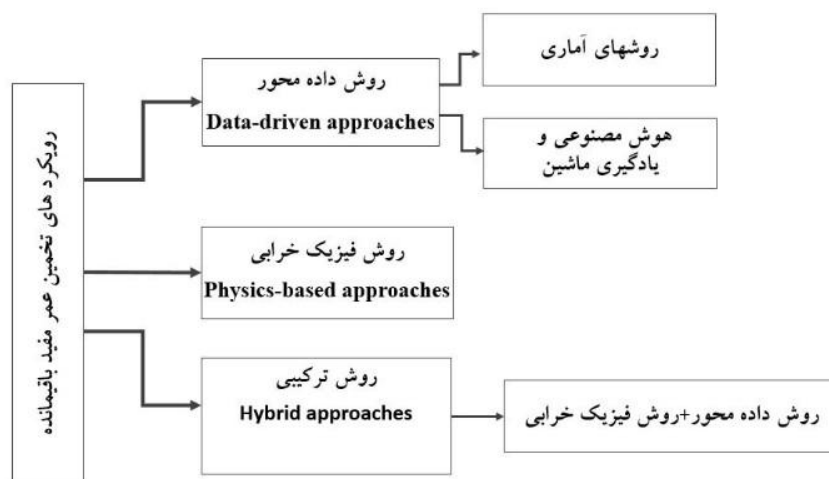 رویکرد های تخمین عمر مفید باقیمانده
روش داده محور
Data-driven approaches
روشهای آماری
هوش مصنوعی و
یادگیری ماشین
روش فیزیک خرابی
Physics-based approaches
روش ترکیبی
Hybrid approaches
روش داده محور+روش فیزیک خرابی